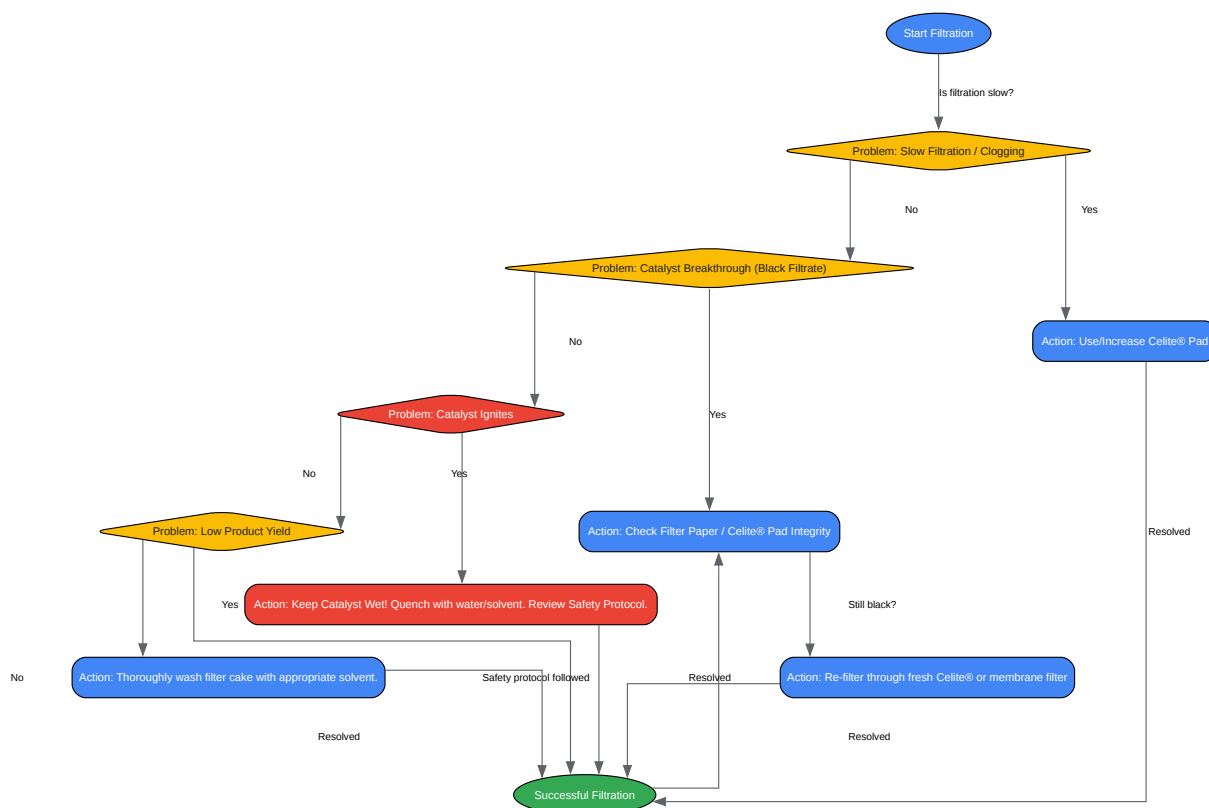 Start Filtration
Is filtration slow?
Problem: Slow Filtration / Clogging
No
Yes
Problem: Catalyst Breakthrough (Black Filtrate)
No
Action: Use/Increase Celite® Pad
Problem: Catalyst Ignites
Yes
No
Yes
Problem: Low Product Yield
Action: Check Filter Paper / Celite® Pad Integrity
Resolved
Yes
Action: Keep Catalyst Wet! Quench with water/solvent. Review Safety Protocol.
Still black?
No
Action: Thoroughly wash filter cake with appropriate solvent.
Safety protocol followed
Resolved
Action: Re-filter through fresh Celite® or membrane filter
Resolved
Resolved
Successful Filtration